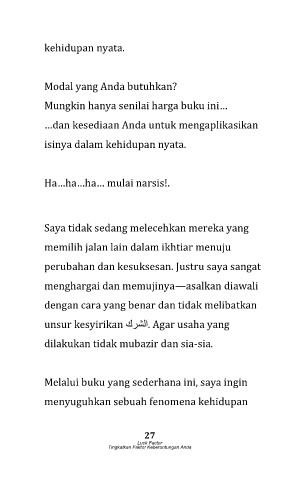 kehidupan nyata.
Modal yang Anda butuhkan?
Mungkin hanya senilai harga buku ini…
…dan kesediaan Anda untuk mengaplikasikan
isinya dalam kehidupan nyata.
Ha…ha…ha… mulai narsis!.
Saya tidak sedang melecehkan mereka yang
memilih jalan lain dalam ikhtiar menuju
perubahan dan kesuksesan. Justru saya sangat
menghargai dan memujinya—asalkan diawali
dengan cara yang benar dan tidak melibatkan
unsur kesyirikan الشرك. Agar usaha yang
dilakukan tidak mubazir dan sia-sia.
Melalui buku yang sederhana ini, saya ingin
menyuguhkan sebuah fenomena kehidupan
27
Luck Factor
Tingkatkan Faktor Keberuntungan Anda